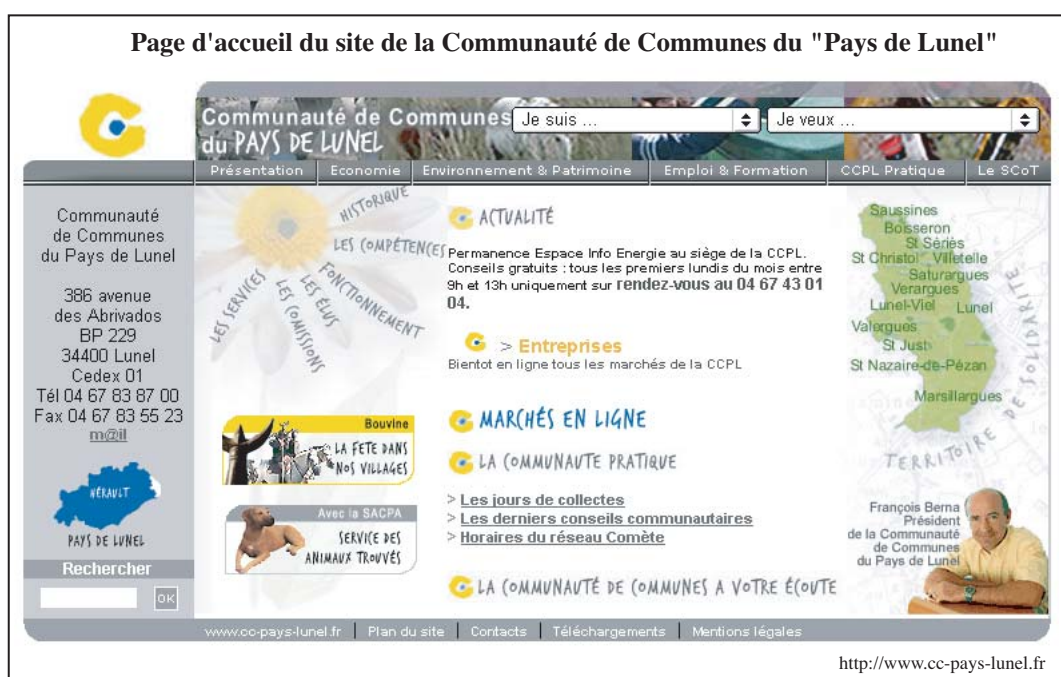 Page d'accueil du site de la Communauté de Communes du "Pays de Lunel"
Communauté de Communes
du PAYS DE LUNEL
Je suis ...
Je veux ...
Présentation
Economie
Environnement & Patrimoine
Emploi & Formation
CCPL Pratique
Le SCoT
Communauté
de Communes
du Pays de Lunel
386 avenue
des Abrivados
BP 229
34400 Lunel
Cedex 01
Tél 04 67 83 87 00
Fax 04 67 83 55 23
m@il
HÉRAULT
PAYS DE LUNEL
Rechercher
OK
HISTORIQUE
LES COMPÉTENCES
FONCTIONNEMENT
LES ÉLUS
LES COMISSIONS
LES SERVICES
Bouvine
LA FETE DANS
NOS VILLAGES
Avec la SACPA
SERVICE DES
ANIMAUX TROUVÉS
ACTUALITÉ
Permanence Espace Info Energie au siège de la CCPL.
Conseils gratuits : tous les premiers lundis du mois entre
9h et 13h uniquement sur rendez-vous au 04 67 43 01
04.
> Entreprises
Bientot en ligne tous les marchés de la CCPL
MARCHÉS EN LIGNE
LA COMMUNAUTE PRATIQUE
> Les jours de collectes
> Les derniers conseils communautaires
> Horaires du réseau Comète
LA COMMUNAUTÉ DE COMMUNES A VOTRE ÉCOUTE
Saussines
Boisseron
St Sériès
St Christol Villetelle
Saturargues
Verargues
Lunel-Viel Lunel
Valergues
St Just
St Nazaire-de-Pézan
Marsillargues
TERRITOIRE DE SOLIDARITÉ
François Berna
Président
de la Communauté
de Communes
du Pays de Lunel
www.cc-pays-lunel.fr
Plan du site
Contacts
Téléchargements
Mentions légales
http://www.cc-pays-lunel.fr